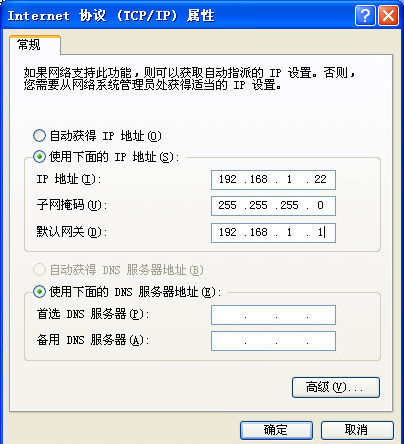 Internet 协议 (TCP/IP) 属性
常规
如果网络支持此功能，则可以获取自动指派的 IP 设置。否则，
您需要从网络系统管理员处获得适当的 IP 设置。
自动获得 IP 地址(O)
使用下面的 IP 地址(S):
IP 地址(I): 192 .168 . 1 . 22
子网掩码(U): 255 .255 .255 . 0
默认网关(D): 192 .168 . 1 . 1
自动获得 DNS 服务器地址(B)
使用下面的 DNS 服务器地址(E):
首选 DNS 服务器(P): . . .
备用 DNS 服务器(A): . . .
高级(V)...
确定 取消